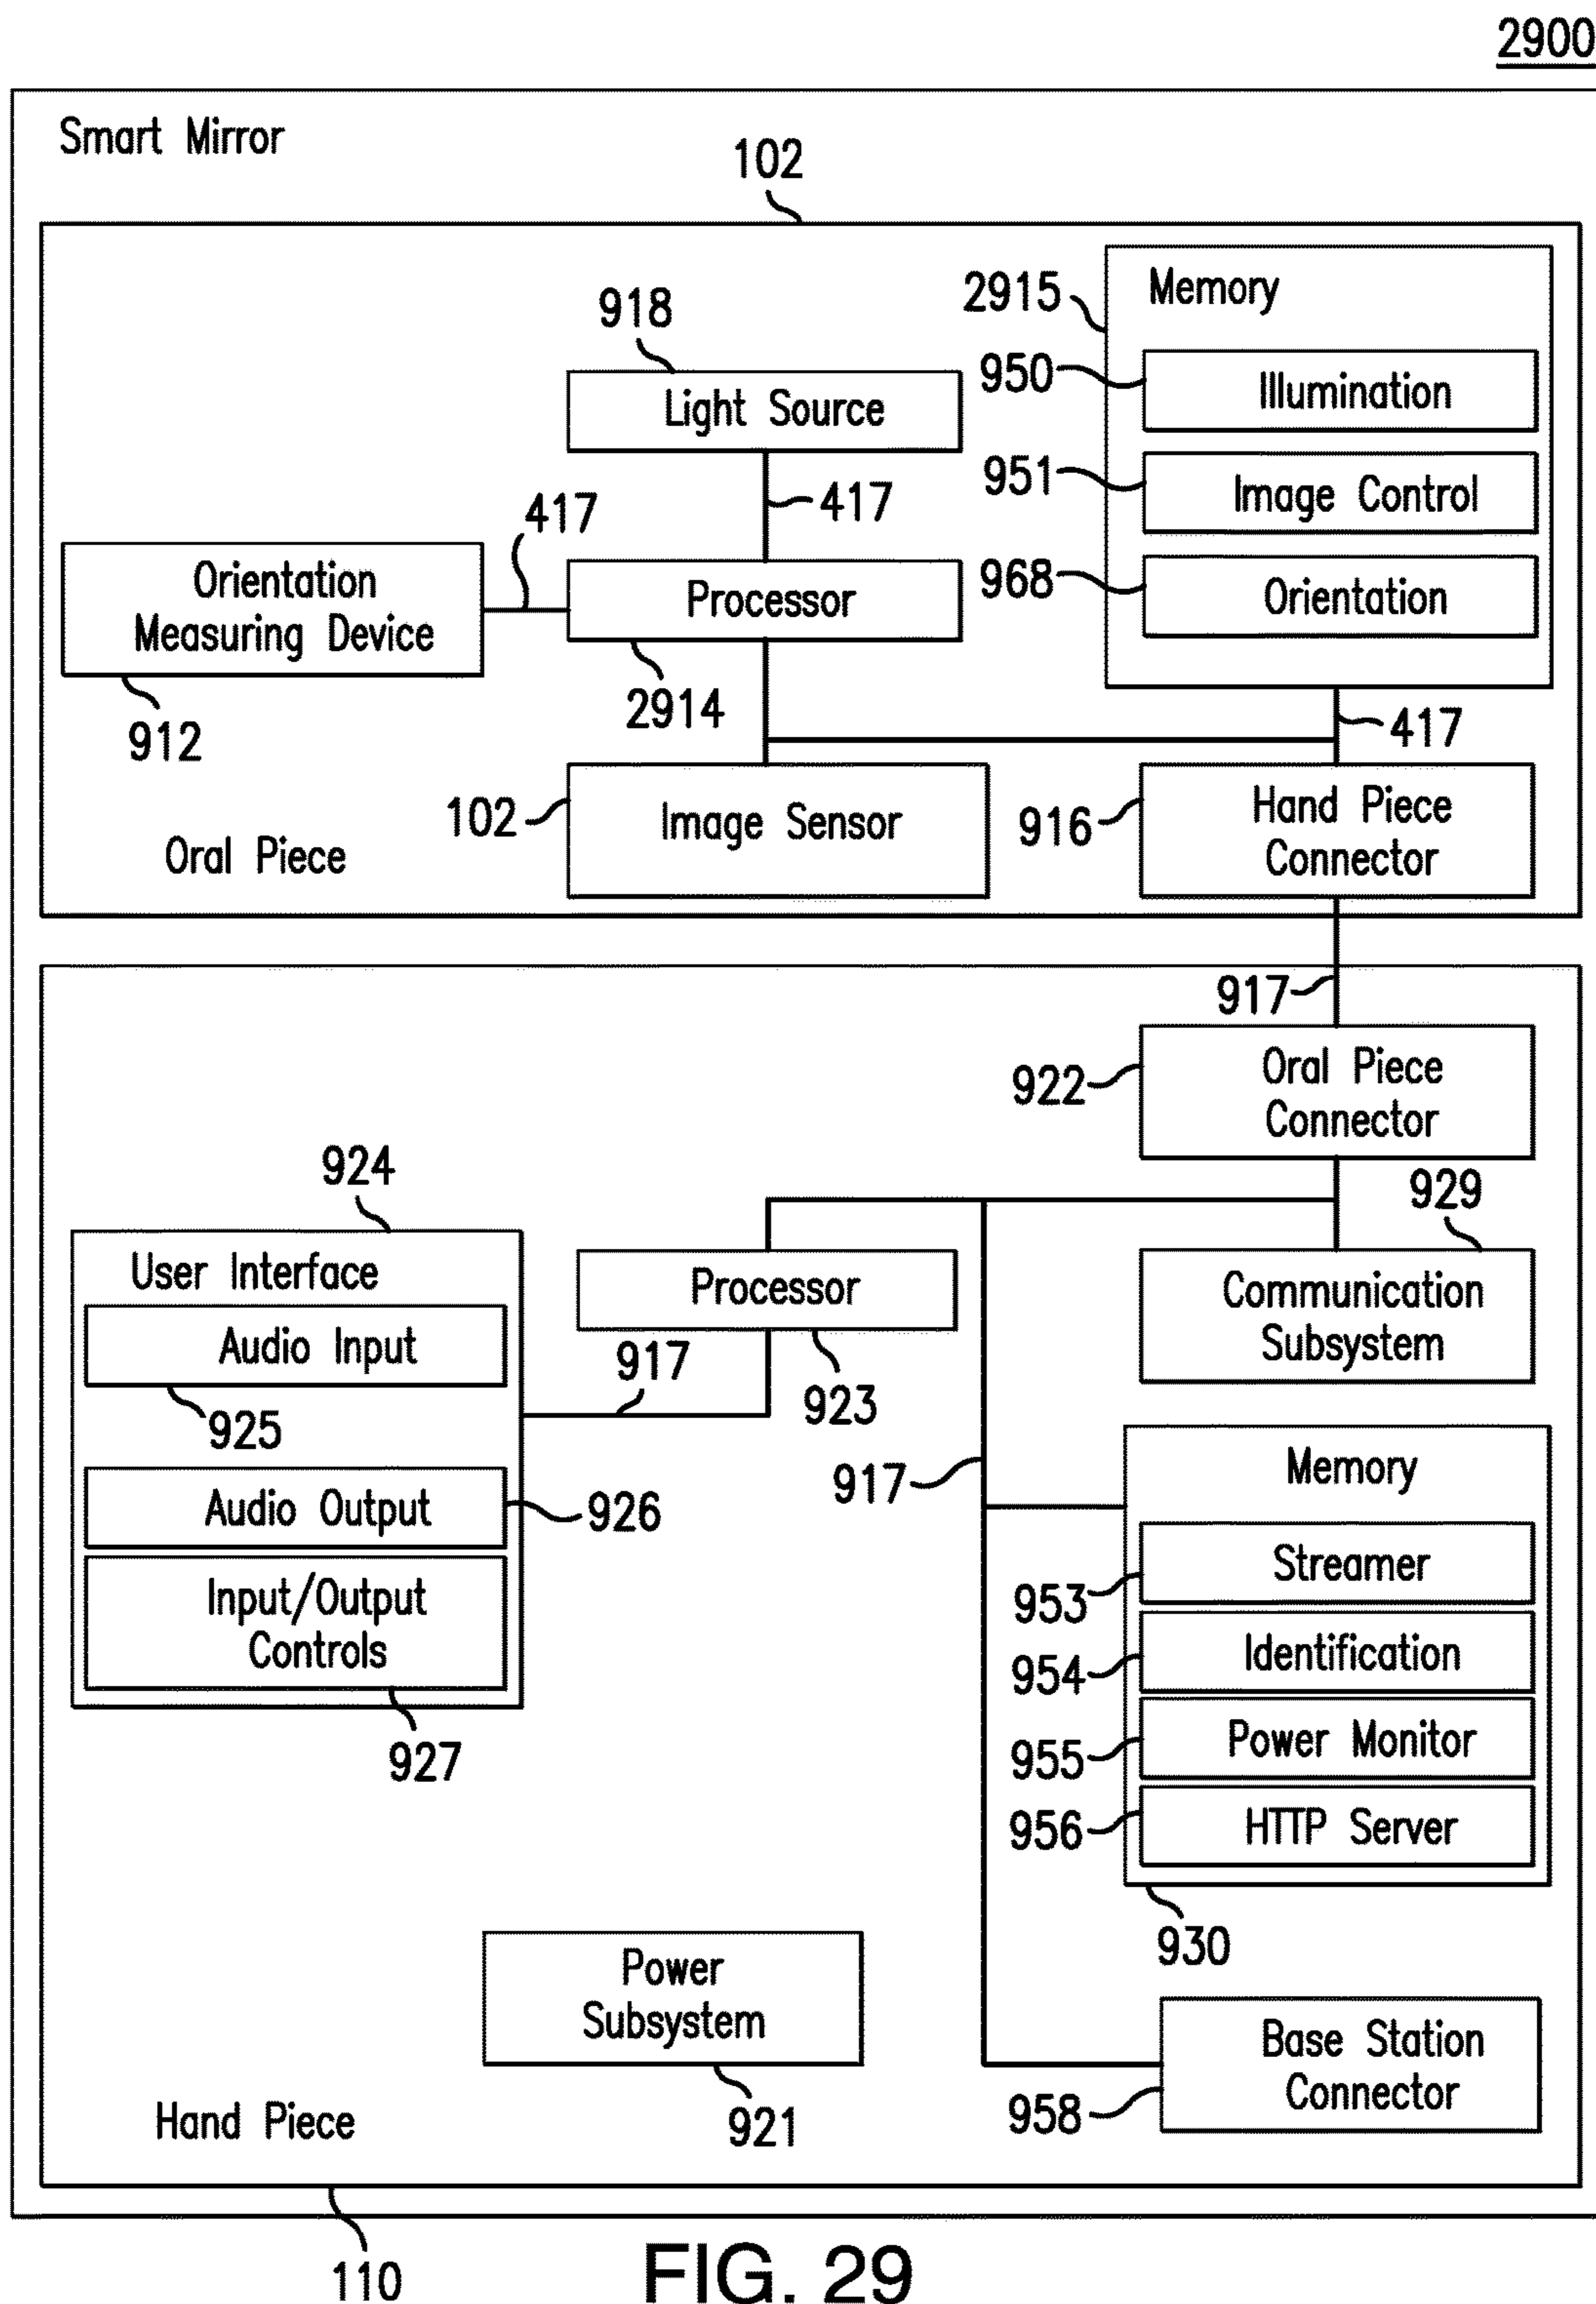 2900
Smart Mirror
102
918
Light Source
417
417
Orientation
Measuring Device
912
Processor
2914
2915
Memory
950
Illumination
951
Image Control
968
Orientation
417
102
Image Sensor
916
Hand Piece
Connector
Oral Piece
917
922
Oral Piece
Connector
924
User Interface
Audio Input
925
Audio Output
926
Input/Output
Controls
927
Processor
923
917
929
Communication
Subsystem
917
Memory
Streamer
953
Identification
954
Power Monitor
955
HTTP Server
956
930
Power
Subsystem
921
Base Station
Connector
958
Hand Piece
110
FIG. 29